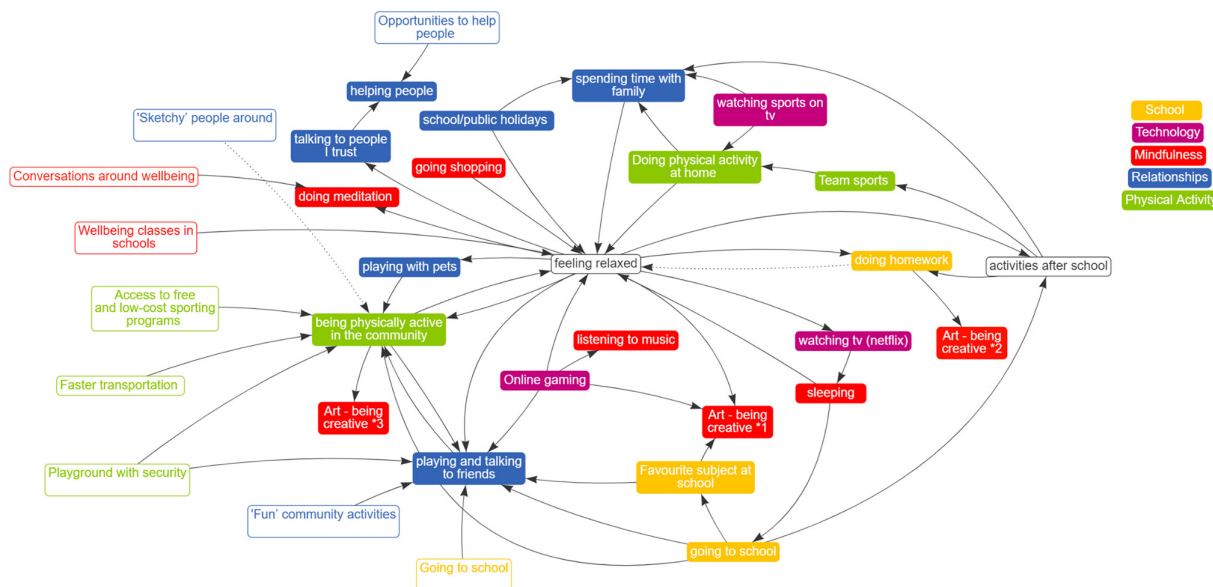 Opportunities to help
people
helping people
'Sketchy' people around
talking to people
I trust
school/public holidays
spending time with
family
watching sports on
tv
School
Technology
Mindfulness
Relationships
Physical Activity
Conversations around wellbeing
doing meditation
going shopping
Doing physical activity
at home
Team sports
Wellbeing classes in
schools
playing with pets
feeling relaxed
doing homework
activities after school
Access to free
and low-cost sporting
programs
being physically active
in the community
listening to music
watching tv (netflix)
Art - being
creative *2
Faster transportation
Art - being
creative *3
Online gaming
sleeping
Art - being
creative *1
Playground with security
playing and talking
to friends
Favourite subject at
school
'Fun' community activities
Going to school
going to school